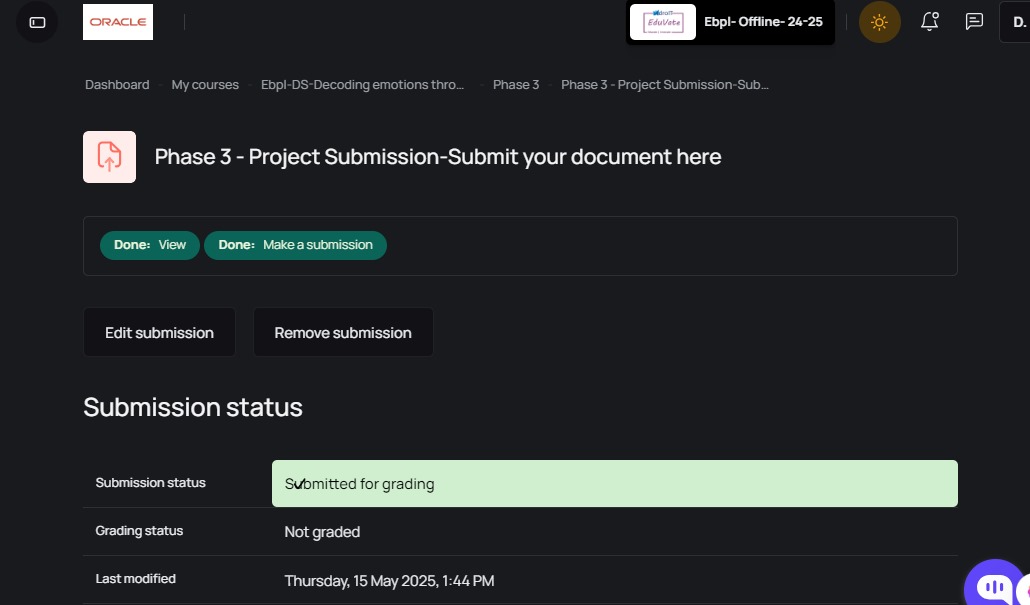 ORACLE
EduVate
Ebpl- Offline- 24-25
D.
Dashboard
My courses
Ebpl-DS-Decoding emotions thro...
Phase 3
Phase 3 - Project Submission-Sub...
Phase 3 - Project Submission-Submit your document here
Done: View
Done: Make a submission
Edit submission
Remove submission
Submission status
Submission status
Submitted for grading
Grading status
Not graded
Last modified
Thursday, 15 May 2025, 1:44 PM